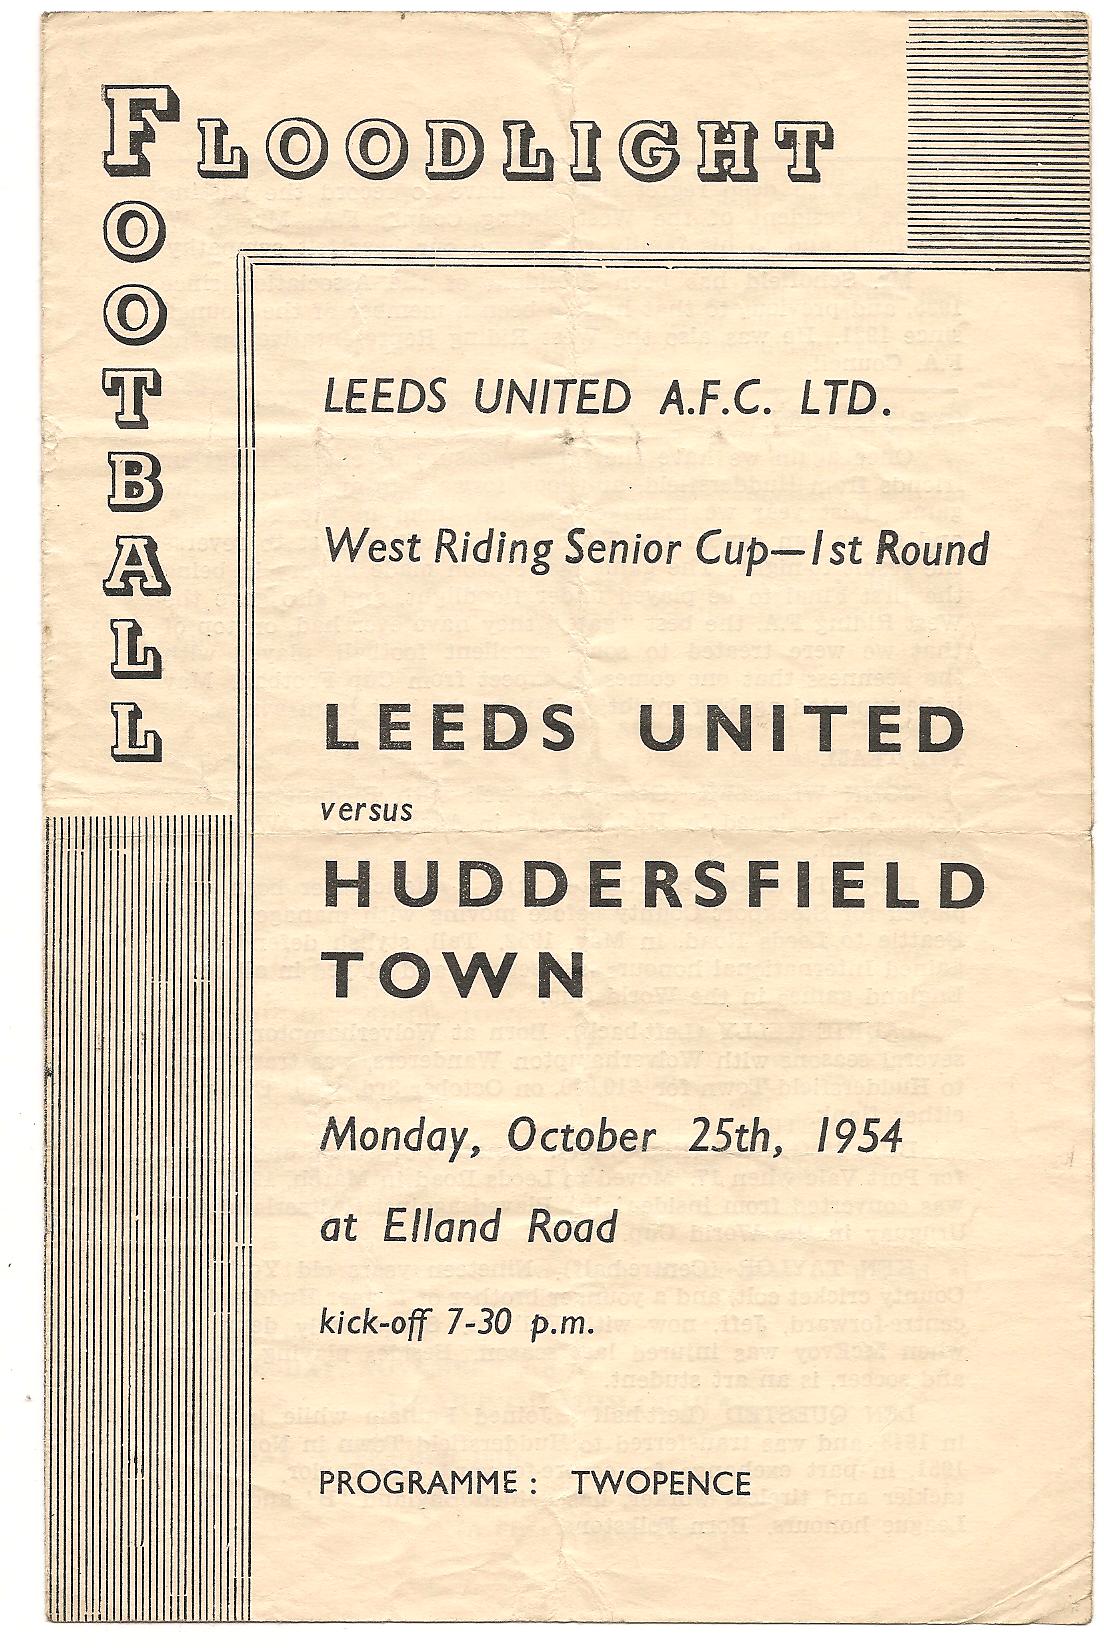 FLOODLIGHT
FOOTBALL
LEEDS UNITED A.F.C. LTD.
West Riding Senior Cup—1st Round
LEEDS UNITED
versus
HUDDERSFIELD
TOWN
Monday, October 25th, 1954
at Elland Road
kick-off 7-30 p.m.
PROGRAMME : TWOPENCE